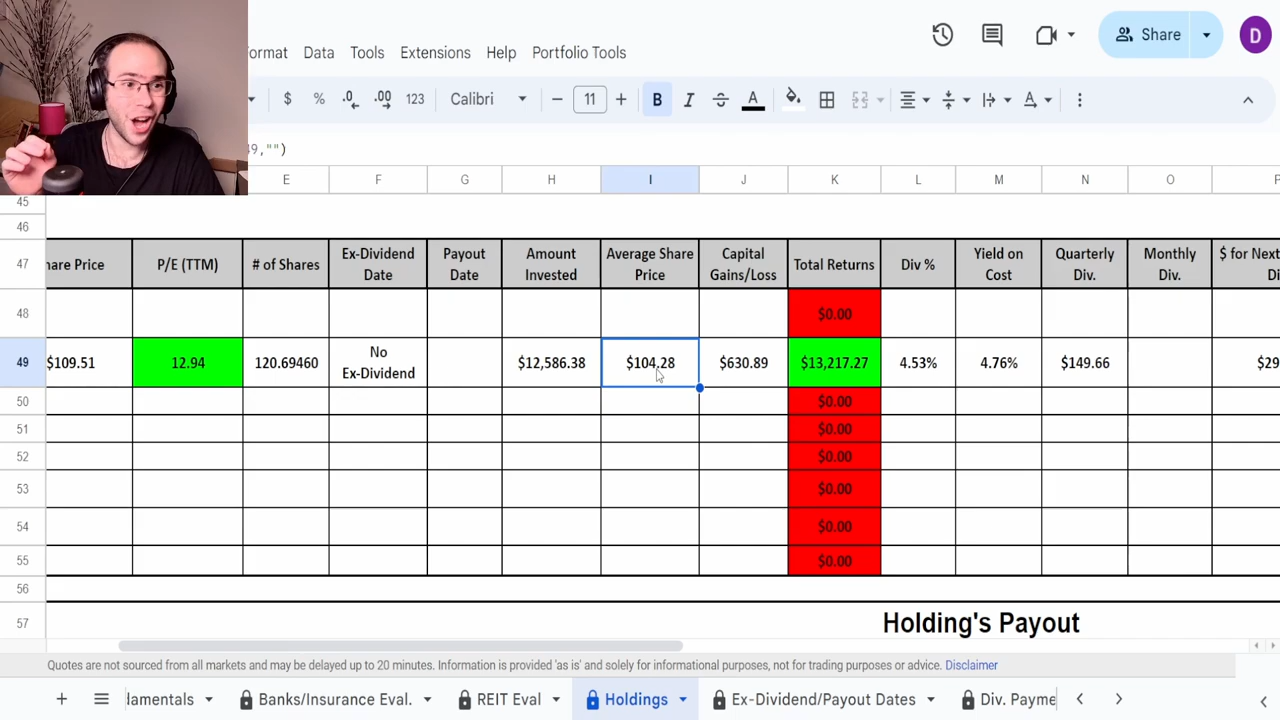 Data Tools Extensions Help Portfolio Tools
Share
D
$ % .0 .00 123 Calibri 11 B I S A
49,"")
E F G H I J K L M N O
45
46
47 Share Price P/E (TTM) # of Shares Ex-Dividend Date Payout Date Amount Invested Average Share Price Capital Gains/Loss Total Returns Div % Yield on Cost Quarterly Div. Monthly Div. $ for Next
48 $0.00
49 $109.51 12.94 120.69460 No Ex-Dividend $12,586.38 $104.28 $630.89 $13,217.27 4.53% 4.76% $149.66 $29
50 $0.00
51 $0.00
52 $0.00
53 $0.00
54 $0.00
55 $0.00
56
57 Holding's Payout
Quotes are not sourced from all markets and may be delayed up to 20 minutes. Information is provided 'as is' and solely for informational purposes, not for trading purposes or advice. Disclaimer
+ lamentals Banks/Insurance Eval. REIT Eval Holdings Ex-Dividend/Payout Dates Div. Payme